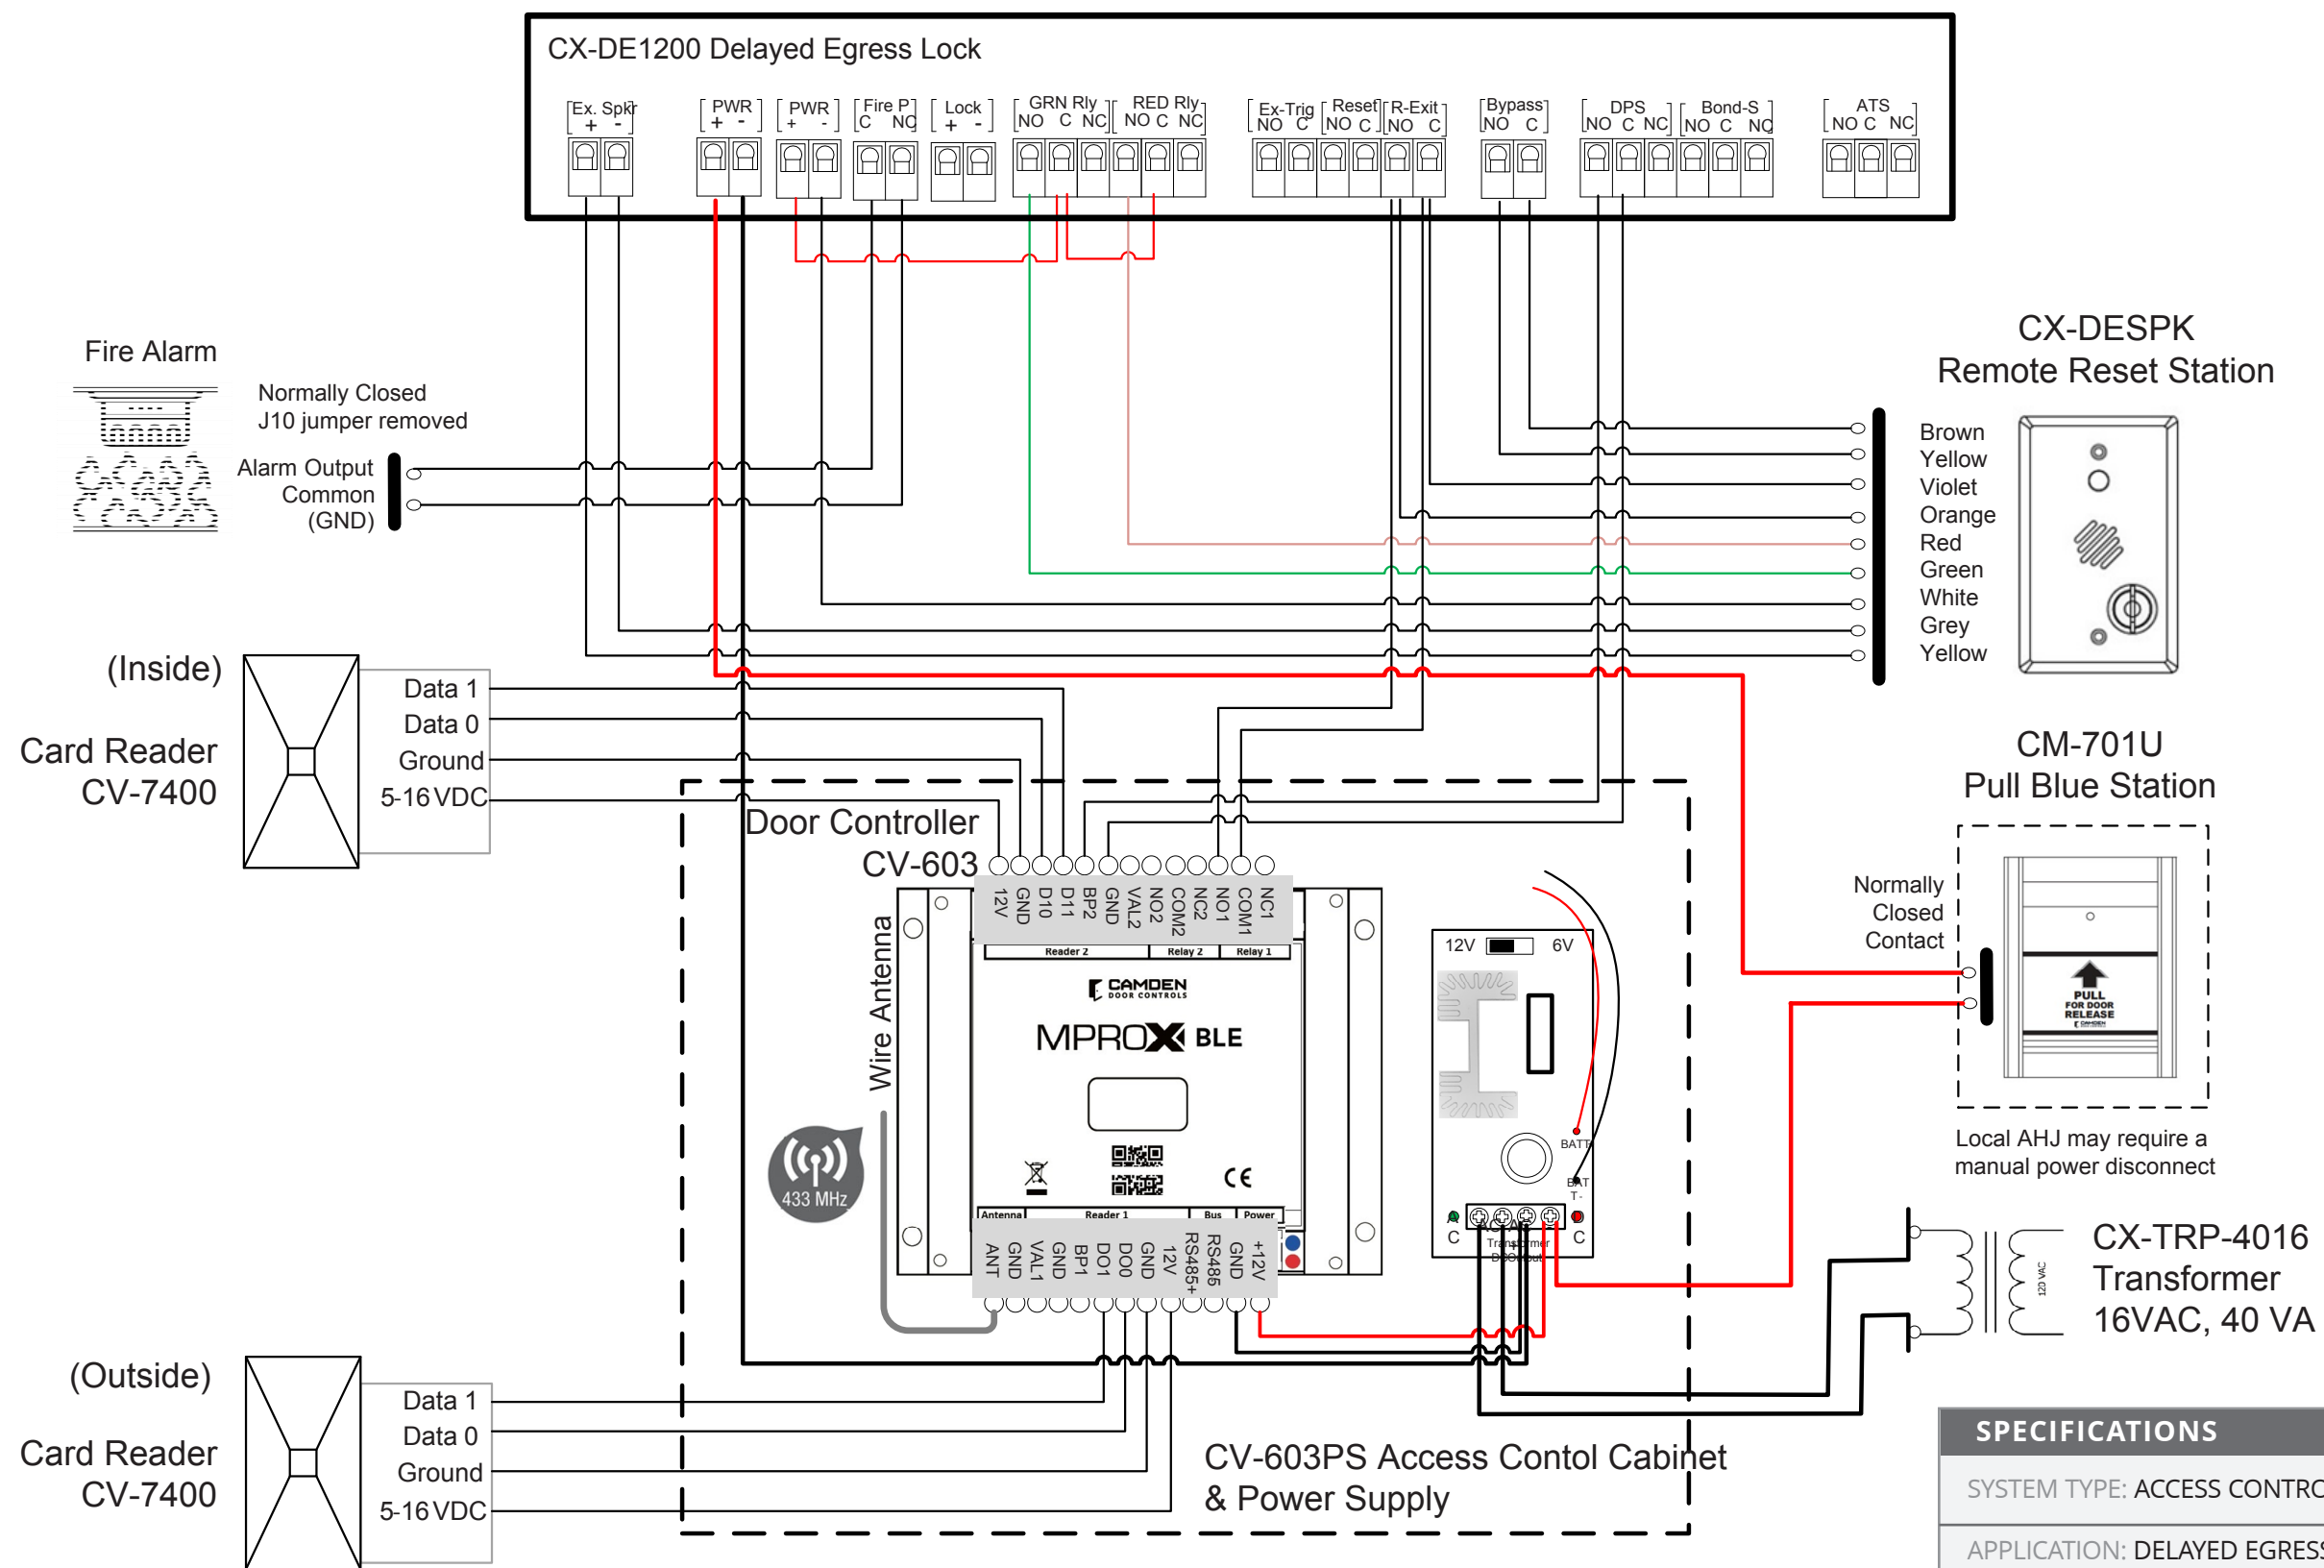 CX-DE1200 Delayed Egress Lock
Ex. Spkr PWR PWR Fire P Lock GRN Rly RED Rly Ex-Trig Reset R-Exit Bypass DPS Bond-S ATS
+ - + - + - C NC + - NO C NC NO C NC NO C NO C NO C NO C NO C NC NO C NC NO C NC
Fire Alarm
Normally Closed
J10 jumper removed
Alarm Output
Common
(GND)
CX-DESPK
Remote Reset Station
Brown
Yellow
Violet
Orange
Red
Green
White
Grey
Yellow
(Inside)
Card Reader
CV-7400
Data 1
Data 0
Ground
5-16 VDC
CM-701U
Pull Blue Station
Normally
Closed
Contact
PULL
FOR DOOR
RELEASE
CAMDEN
Local AHJ may require a
manual power disconnect
Door Controller
CV-603
12V GND D10 D11 BP2 GND VAL2 NO2 COM2 NC2 NO1 COM1 NC1
Reader 2 Relay 2 Relay 1
Wire Antenna
CAMDEN
DOOR CONTROLS
MPROX BLE
433 MHz
CE
Antenna Reader 1 Bus Power
ANT GND VAL1 GND BP1 DO1 DO0 GND 12V RS485+ RS485 GND +12V
12V 6V
BATT
BAT
T -
C C
Transformer
CX-TRP-4016
Transformer
16VAC, 40 VA
120 VAC
(Outside)
Card Reader
CV-7400
Data 1
Data 0
Ground
5-16 VDC
CV-603PS Access Contol Cabinet
& Power Supply
SPECIFICATIONS
SYSTEM TYPE: ACCESS CONTRO
APPLICATION: DELAYED EGRESS